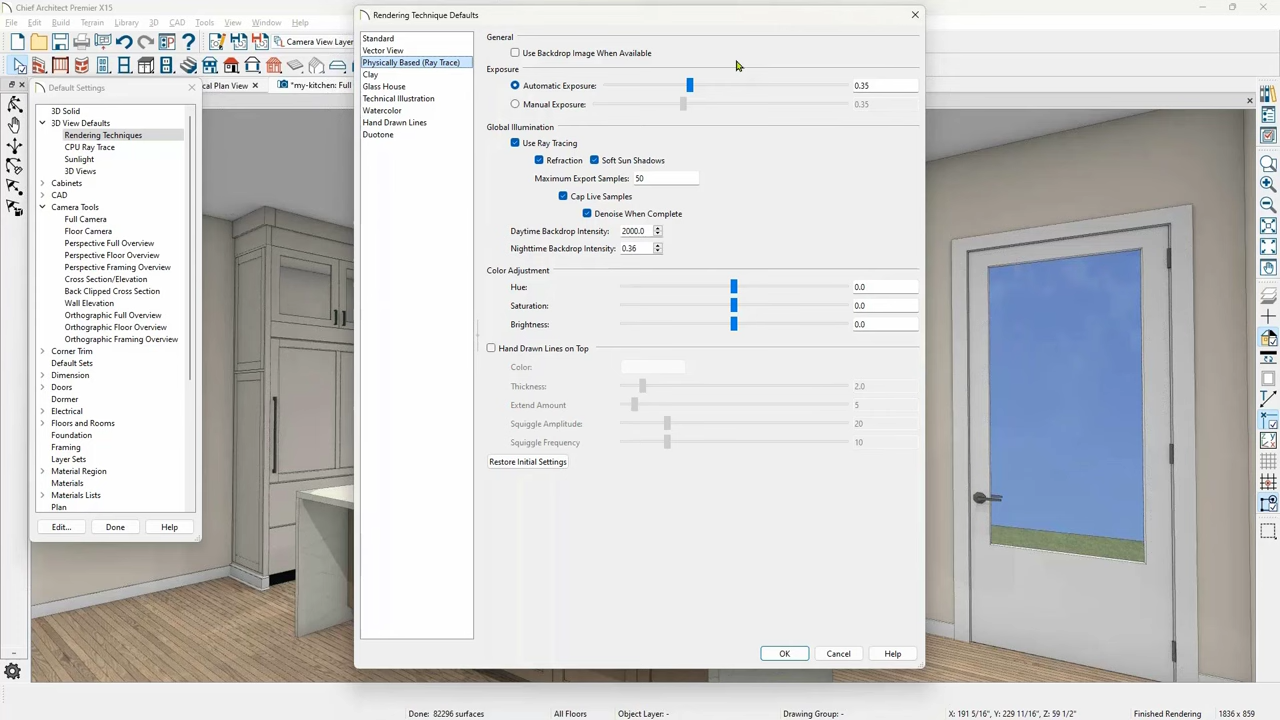 Chief Architect Premier X15
File Edit Build Terrain Library 3D CAD Tools View Window Help
Camera View Layer
al Plan View
*my-kitchen: Full
Default Settings
3D Solid
3D View Defaults
Rendering Techniques
CPU Ray Trace
Sunlight
3D Views
Cabinets
CAD
Camera Tools
Full Camera
Floor Camera
Perspective Full Overview
Perspective Floor Overview
Perspective Framing Overview
Cross Section/Elevation
Back Clipped Cross Section
Wall Elevation
Orthographic Full Overview
Orthographic Floor Overview
Orthographic Framing Overview
Corner Trim
Default Sets
Dimension
Doors
Dormer
Electrical
Floors and Rooms
Foundation
Framing
Layer Sets
Material Region
Materials
Materials Lists
Plan
Edit... Done Help
Rendering Technique Defaults
Standard
Vector View
Physically Based (Ray Trace)
Clay
Glass House
Technical Illustration
Watercolor
Hand Drawn Lines
Duotone
General
Use Backdrop Image When Available
Exposure
Automatic Exposure: 0.35
Manual Exposure: 0.35
Global Illumination
Use Ray Tracing
Refraction Soft Sun Shadows
Maximum Export Samples: 50
Cap Live Samples
Denoise When Complete
Daytime Backdrop Intensity: 2000.0
Nighttime Backdrop Intensity: 0.36
Color Adjustment
Hue: 0.0
Saturation: 0.0
Brightness: 0.0
Hand Drawn Lines on Top
Color:
Thickness: 2.0
Extend Amount 5
Squiggle Amplitude: 20
Squiggle Frequency 10
Restore Initial Settings
OK Cancel Help
Done: 82296 surfaces All Floors Object Layer: - Drawing Group: - X: 191 5/16", Y: 229 11/16", Z: 59 1/2" Finished Rendering 1836 x 859